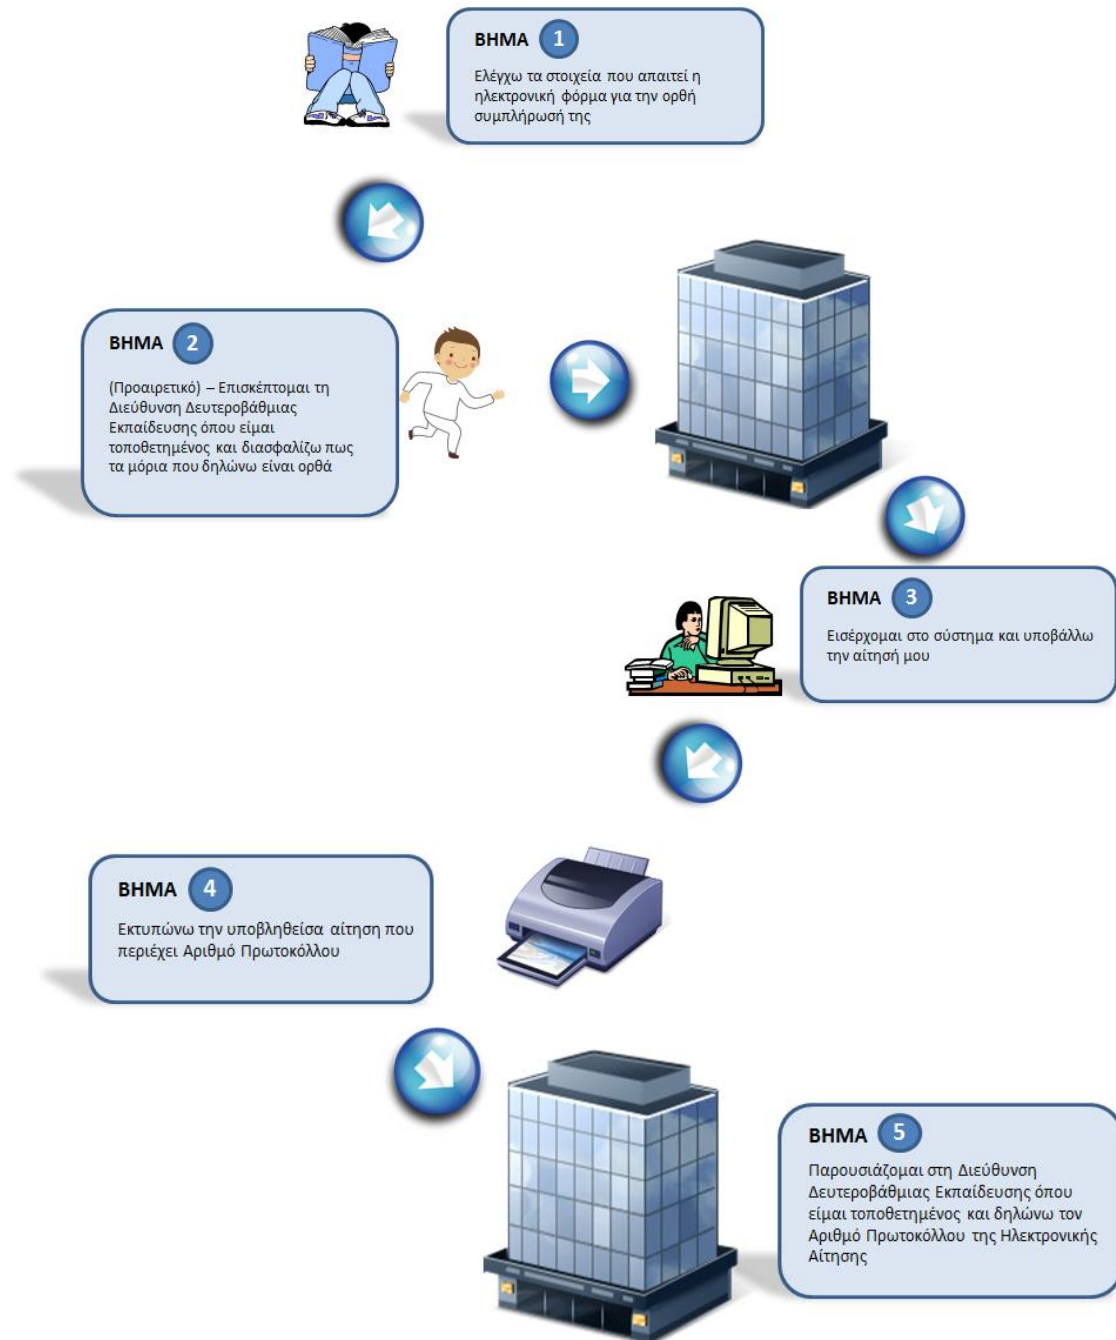 ΒΗΜΑ 1
Ελέγχω τα στοιχεία που απαιτεί η
ηλεκτρονική φόρμα για την ορθή
συμπλήρωσή της
ΒΗΜΑ 2
(Προαιρετικό) – Επισκέπτομαι τη
Διεύθυνση Δευτεροβάθμιας
Εκπαίδευσης όπου είμαι
τοποθετημένος και διασφαλίζω πως
τα μόρια που δηλώνω είναι ορθά
ΒΗΜΑ 3
Εισέρχομαι στο σύστημα και υποβάλλω
την αίτησή μου
ΒΗΜΑ 4
Εκτυπώνω την υποβληθείσα αίτηση που
περιέχει Αριθμό Πρωτοκόλλου
ΒΗΜΑ 5
Παρουσιάζομαι στη Διεύθυνση
Δευτεροβάθμιας Εκπαίδευσης όπου
είμαι τοποθετημένος και δηλώνω τον
Αριθμό Πρωτοκόλλου της Ηλεκτρονικής
Αίτησης